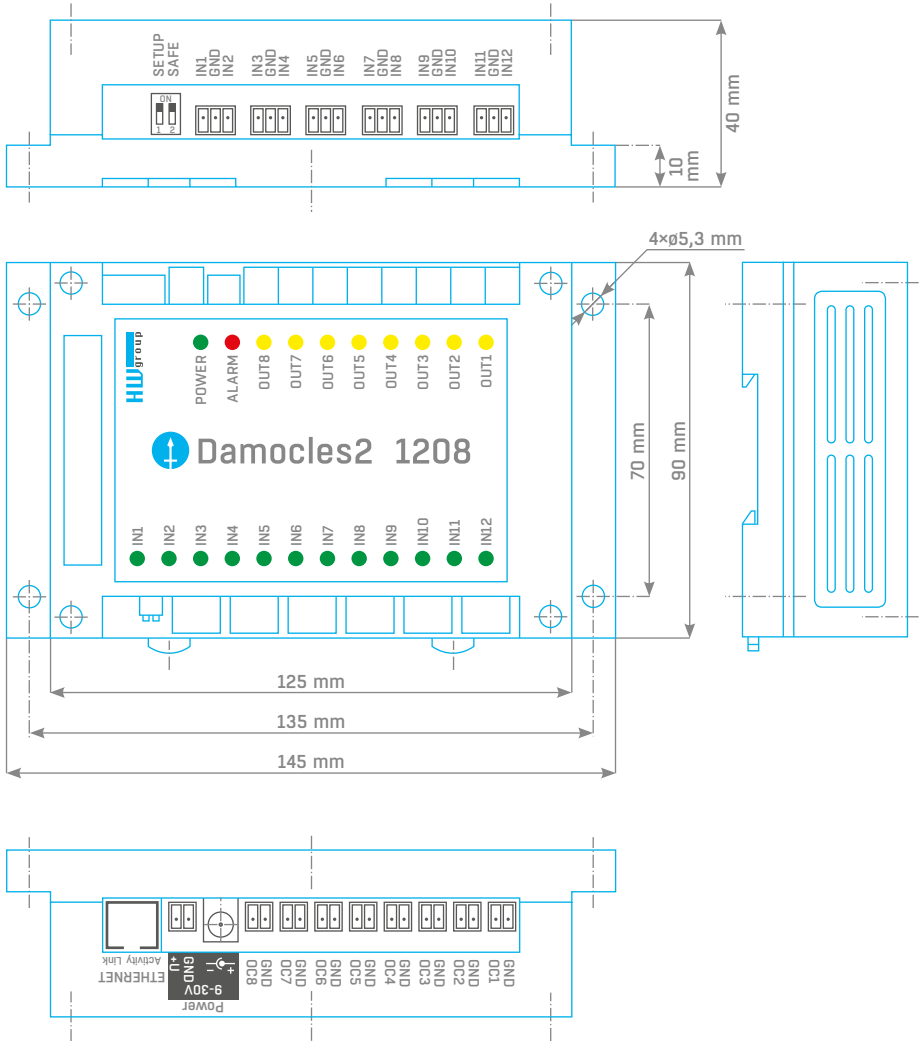 SETUP
SAFE
IN1
GND
IN2
IN3
GND
IN4
IN5
GND
IN6
IN7
GND
IN8
IN9
GND
IN10
IN11
GND
IN12
ON
1 2
40 mm
10
mm
4×ø5,3 mm
HW group
POWER
ALARM
OUT8
OUT7
OUT6
OUT5
OUT4
OUT3
OUT2
OUT1
Damocles2 1208
70 mm
90 mm
IN1
IN2
IN3
IN4
IN5
IN6
IN7
IN8
IN9
IN10
IN11
IN12
125 mm
135 mm
145 mm
Activity Link
ETHERNET
+U
GND
- +
9-30V
Power
OC8
GND
OC7
GND
OC6
GND
OC5
GND
OC4
GND
OC3
GND
OC2
GND
OC1
GND